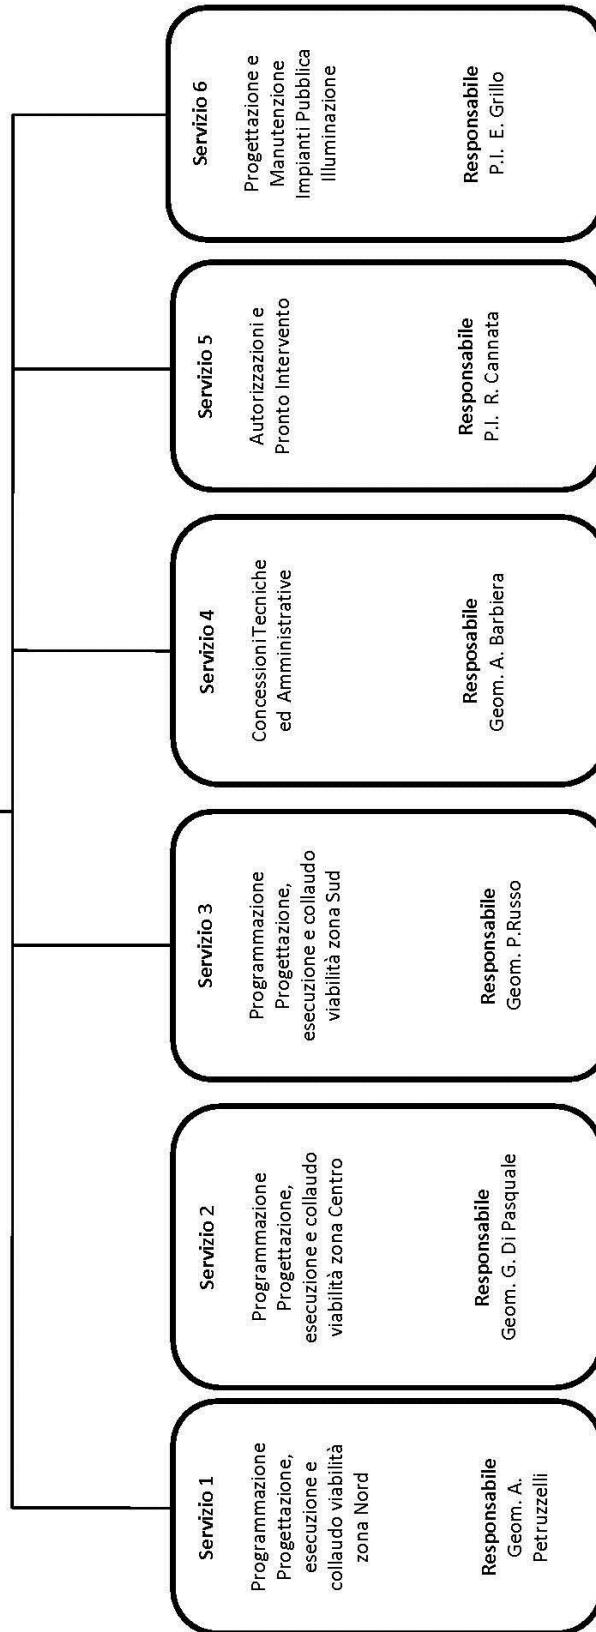 Servizio 1
Programmazione
Progettazione,
esecuzione e
collaudo viabilità
zona Nord
Responsabile
Geom. A.
Petruzzelli
Servizio 2
Programmazione
Progettazione,
esecuzione e collaudo
viabilità zona Centro
Responsabile
Geom. G. Di Pasquale
Servizio 3
Programmazione
Progettazione,
esecuzione e collaudo
viabilità zona Sud
Responsabile
Geom. P.Russo
Servizio 4
Concessioni Tecniche
ed Amministrative
Resposabile
Geom. A. Barbiera
Servizio 5
Autorizzazioni e
Pronto Intervento
Responsabile
P.I. R. Cannata
Servizio 6
Progettazione e
Manutenzione
Impianti Pubblica
Illuminazione
Responsabile
P.I. E. Grillo